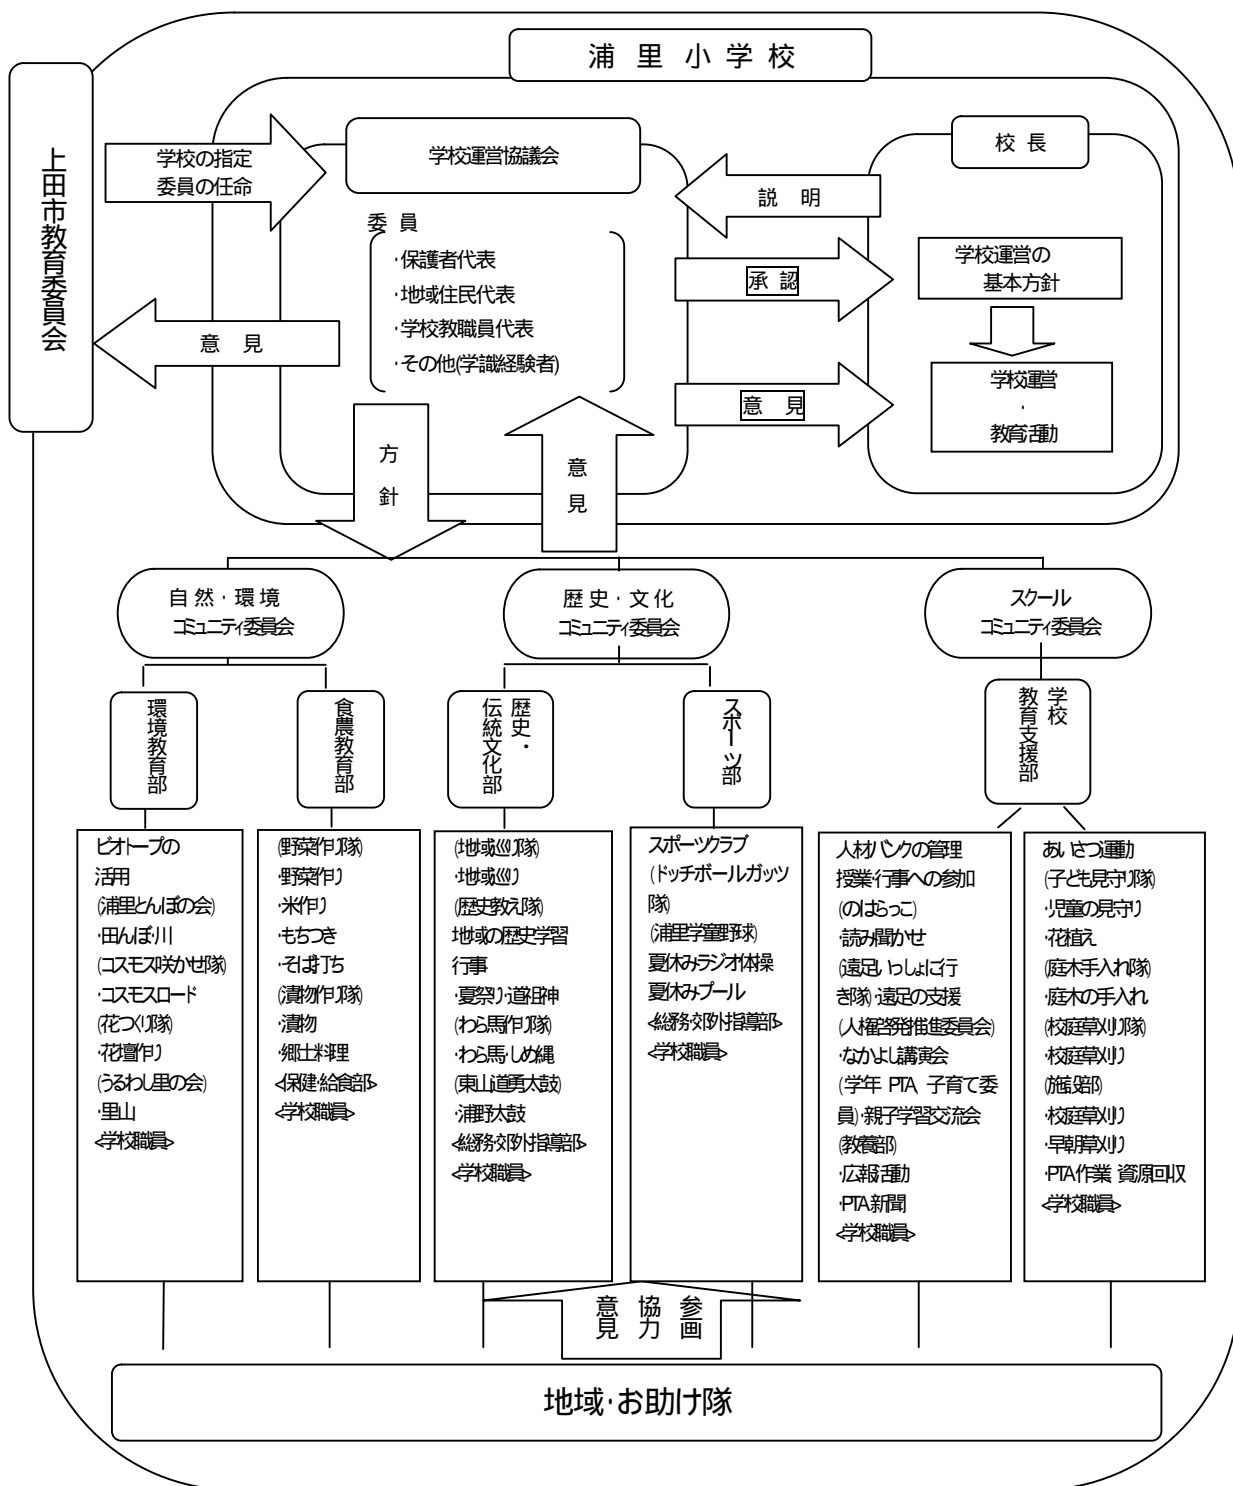 浦里小学校
上田市教育委員会
学校の指定
委員の任命
意見
学校運営協議会
委員
・保護者代表
・地域住民代表
・学校教職員代表
・その他(学識経験者)
校長
説明
承認
意見
学校運営の
基本方針
学校運営
・
教育活動
方針
意見
自然・環境
コミュニティ委員会
歴史・文化
コミュニティ委員会
スクール
コミュニティ委員会
環境教育部
食農教育部
歴史・
伝統文化部
スポーツ部
学校
教育支援部
ビオトープの
活用
(浦里とんぼの会)
・田んぼ・川
(コスモス咲かせ隊)
・コスモスロード
(花つくり隊)
・花壇作り
(うるわし里の会)
・里山
<学校職員>
(野菜作り隊)
・野菜作り
・米作り
・もちつき
・そば打ち
(漬物作り隊)
・漬物
・郷土料理
<保健・給食部>
<学校職員>
(地域巡り隊)
・地域巡り
(歴史教え隊)
地域の歴史学習
行事
・夏祭り・道祖神
(わら馬作り隊)
・わら馬・しめ縄
(東山道勇太鼓)
・浦野太鼓
<総務・郊外指導部>
<学校職員>
スポーツクラブ
(ドッチボールガッツ
隊)
(浦里学童野球)
夏休みラジオ体操
夏休みプール
<総務・郊外指導部>
<学校職員>
人材バンクの管理
授業・行事への参加
(のはらっこ)
・読み聞かせ
(遠足いっしょに行
き隊)・遠足の支援
(人権啓発推進委員会)
・なかよし講演会
(学年 PTA 子育て委
員)・親子学習交流会
(教養部)
・広報活動
・PTA新聞
<学校職員>
あいさつ運動
(子ども見守り隊)
・児童の見守り
・花植え
(庭木手入れ隊)
・庭木の手入れ
(校庭草刈り隊)
・校庭草刈り
(施設部)
・校庭草刈り
・早朝草刈り
・PTA作業 資源回収
<学校職員>
参画
協力
意見
地域・お助け隊